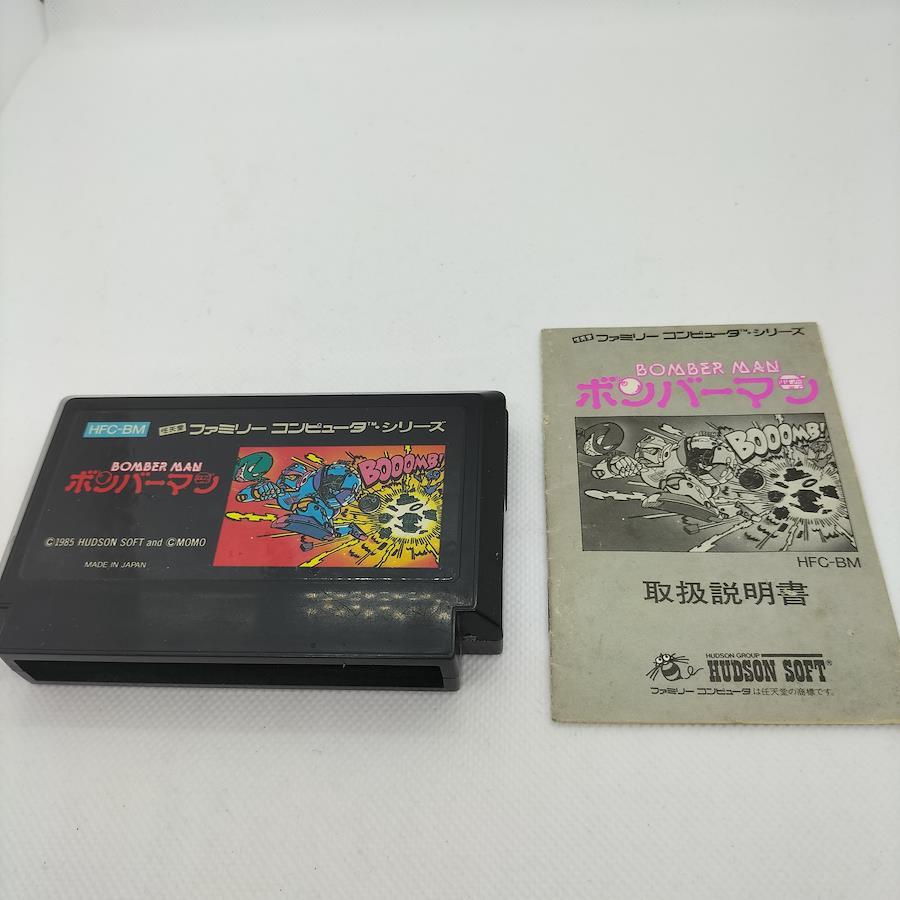 HFC-BM 任天堂 ファミリー コンピュータ™・シリーズ
BOMBER MAN
ボンバーマン
BOOOMB!
©1985 HUDSON SOFT and ©MOMO
MADE IN JAPAN
任天堂 ファミリー コンピュータ™・シリーズ
BOMBER MAN
ボンバーマン
BOOOMB!
HFC-BM
取扱説明書
HUDSON GROUP
HUDSON SOFT®
ファミリー コンピュータは任天堂の商標です。